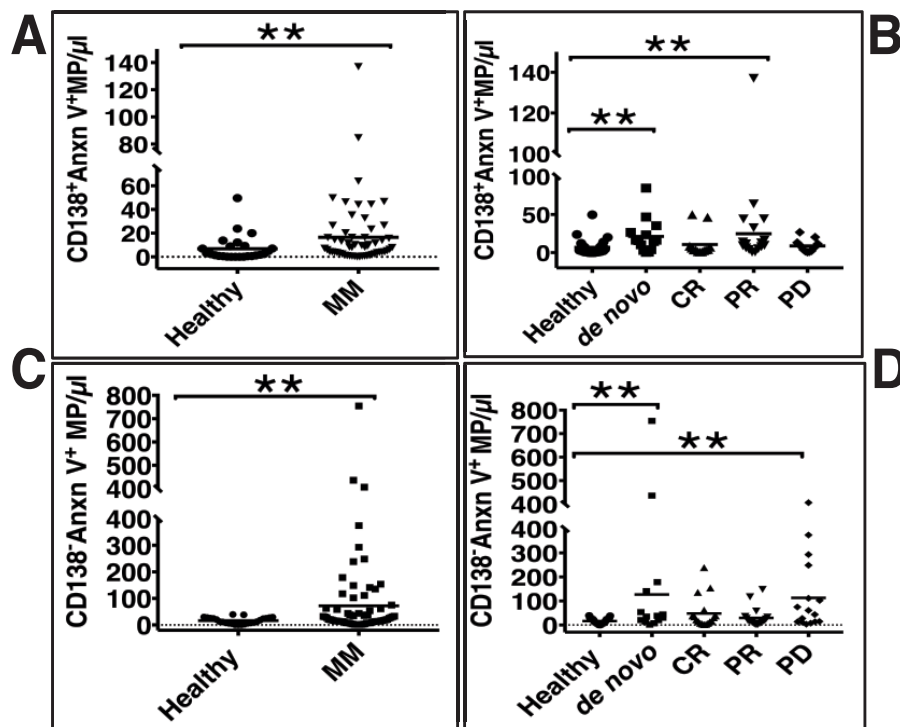 A
CD138+Anxn V+MP/µl
**
140
120
100
80
60
40
20
0
Healthy
MM
B
CD138+Anxn V+MP/µl
**
**
140
120
100
100
50
0
Healthy
de novo
CR
PR
PD
C
CD138-Anxn V+ MP/µl
**
800
700
600
500
400
400
300
200
100
0
Healthy
MM
D
CD138-Anxn V+ MP/µl
**
**
800
700
600
500
400
400
300
200
100
0
Healthy
de novo
CR
PR
PD